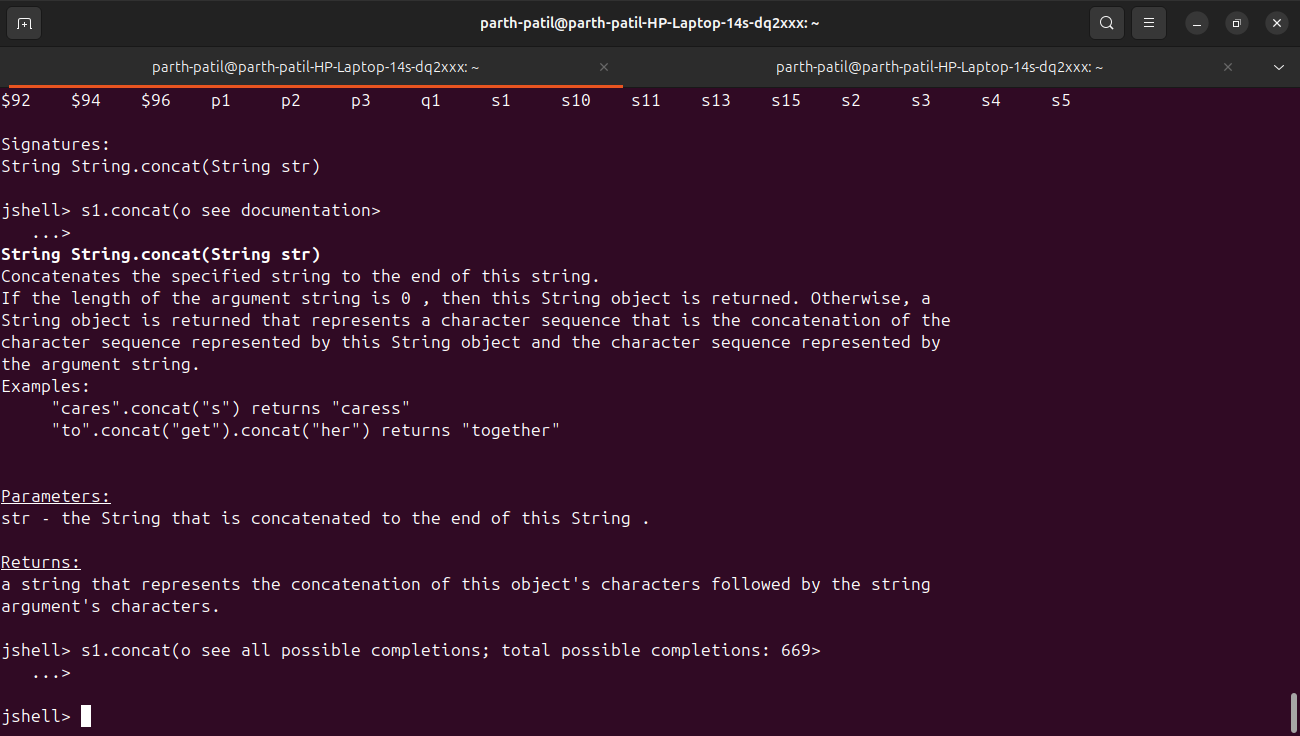 parth-patil@parth-patil-HP-Laptop-14s-dq2xxx: ~
parth-patil@parth-patil-HP-Laptop-14s-dq2xxx: ~
parth-patil@parth-patil-HP-Laptop-14s-dq2xxx: ~
$92 $94 $96 p1 p2 p3 q1 s1 s10 s11 s13 s15 s2 s3 s4 s5
Signatures:
String String.concat(String str)
jshell> s1.concat(o see documentation>
...>
String String.concat(String str)
Concatenates the specified string to the end of this string.
If the length of the argument string is 0 , then this String object is returned. Otherwise, a
String object is returned that represents a character sequence that is the concatenation of the
character sequence represented by this String object and the character sequence represented by
the argument string.
Examples:
"cares".concat("s") returns "caress"
"to".concat("get").concat("her") returns "together"
Parameters:
str - the String that is concatenated to the end of this String .
Returns:
a string that represents the concatenation of this object's characters followed by the string
argument's characters.
jshell> s1.concat(o see all possible completions; total possible completions: 669>
...>
jshell>